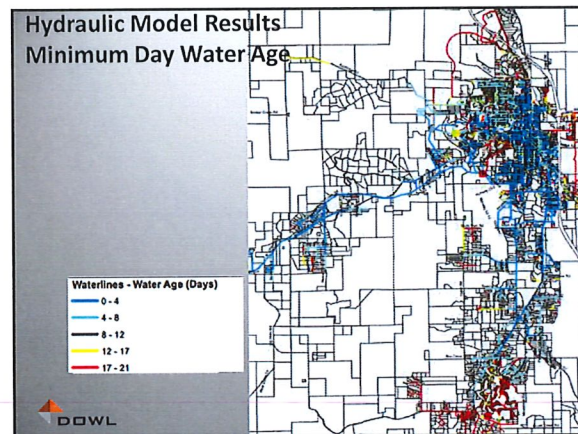 Hydraulic Model Results
Minimum Day Water Age
Waterlines - Water Age (Days)
0 - 4
4 - 8
8 - 12
12 - 17
17 - 21
DOWL